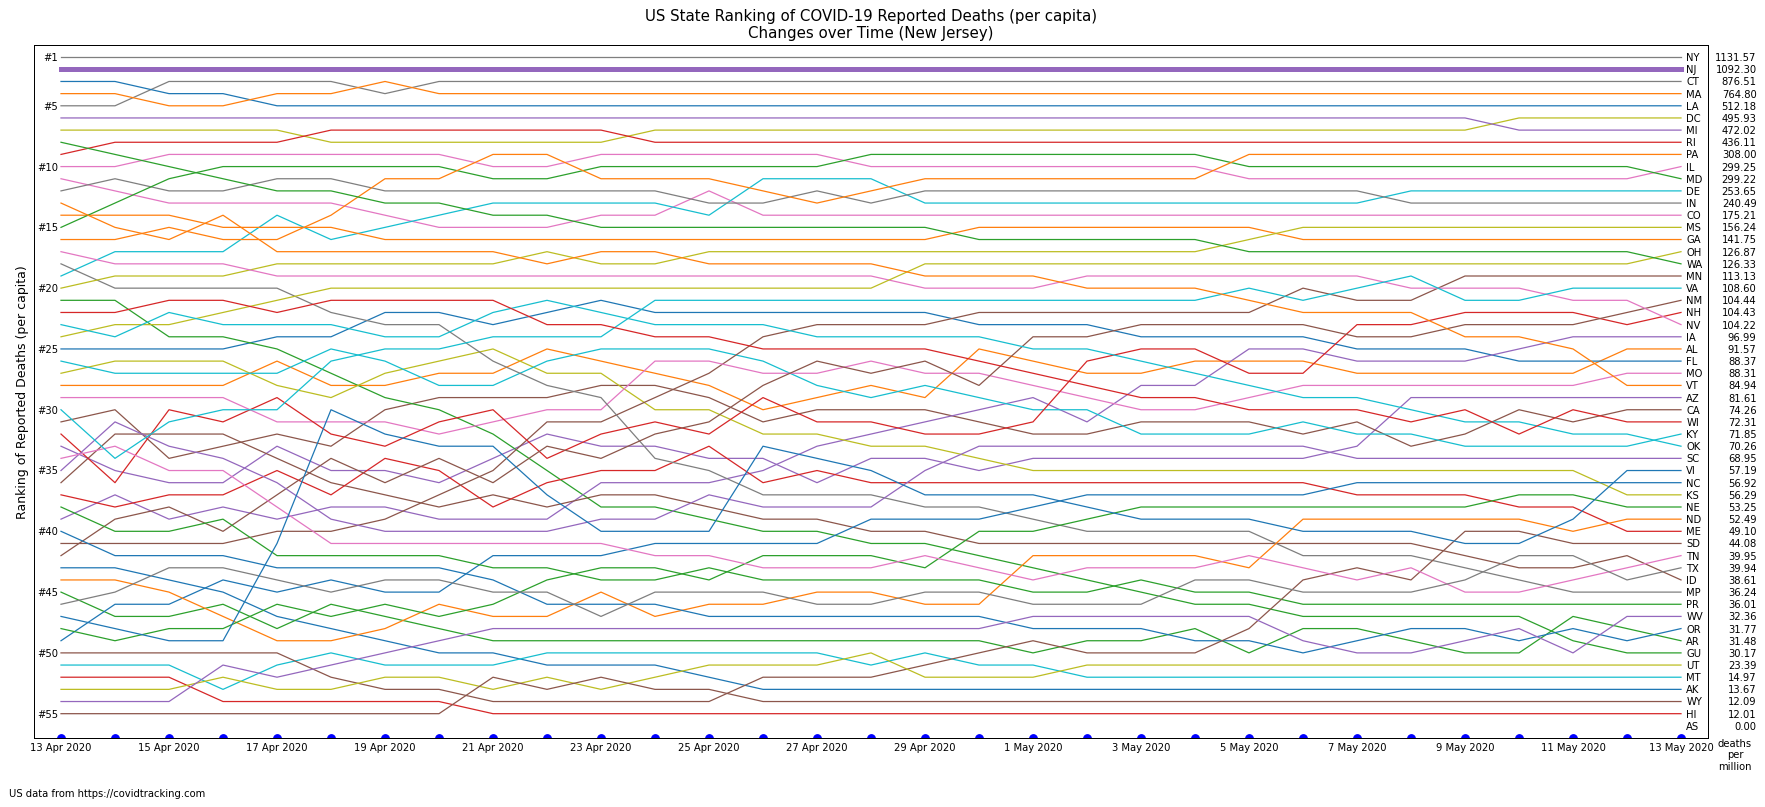 US State Ranking of COVID-19 Reported Deaths (per capita)
Changes over Time (New Jersey)
Ranking of Reported Deaths (per capita)
#1
#5
#10
#15
#20
#25
#30
#35
#40
#45
#50
#55
NY 1131.57
NJ 1092.30
CT 876.51
MA 764.80
LA 512.18
DC 495.93
MI 472.02
RI 436.11
PA 308.00
IL 299.25
MD 299.22
DE 253.65
IN 240.49
CO 175.21
MS 156.24
GA 141.75
OH 126.87
WA 126.33
MN 113.13
VA 108.60
NM 104.44
NH 104.43
NV 104.22
IA 96.99
AL 91.57
FL 88.37
MO 88.31
VT 84.94
AZ 81.61
CA 74.26
WI 72.31
KY 71.85
OK 70.26
SC 68.95
VI 57.19
NC 56.92
KS 56.29
NE 53.25
ND 52.49
ME 49.10
SD 44.08
TN 39.95
TX 39.94
ID 38.61
MP 36.24
PR 36.01
WV 32.36
OR 31.77
AR 31.48
GU 30.17
UT 23.39
MT 14.97
AK 13.67
WY 12.09
HI 12.01
AS 0.00
13 Apr 2020 15 Apr 2020 17 Apr 2020 19 Apr 2020 21 Apr 2020 23 Apr 2020 25 Apr 2020 27 Apr 2020 29 Apr 2020 1 May 2020 3 May 2020 5 May 2020 7 May 2020 9 May 2020 11 May 2020 13 May 2020
deaths
per
million
US data from https://covidtracking.com